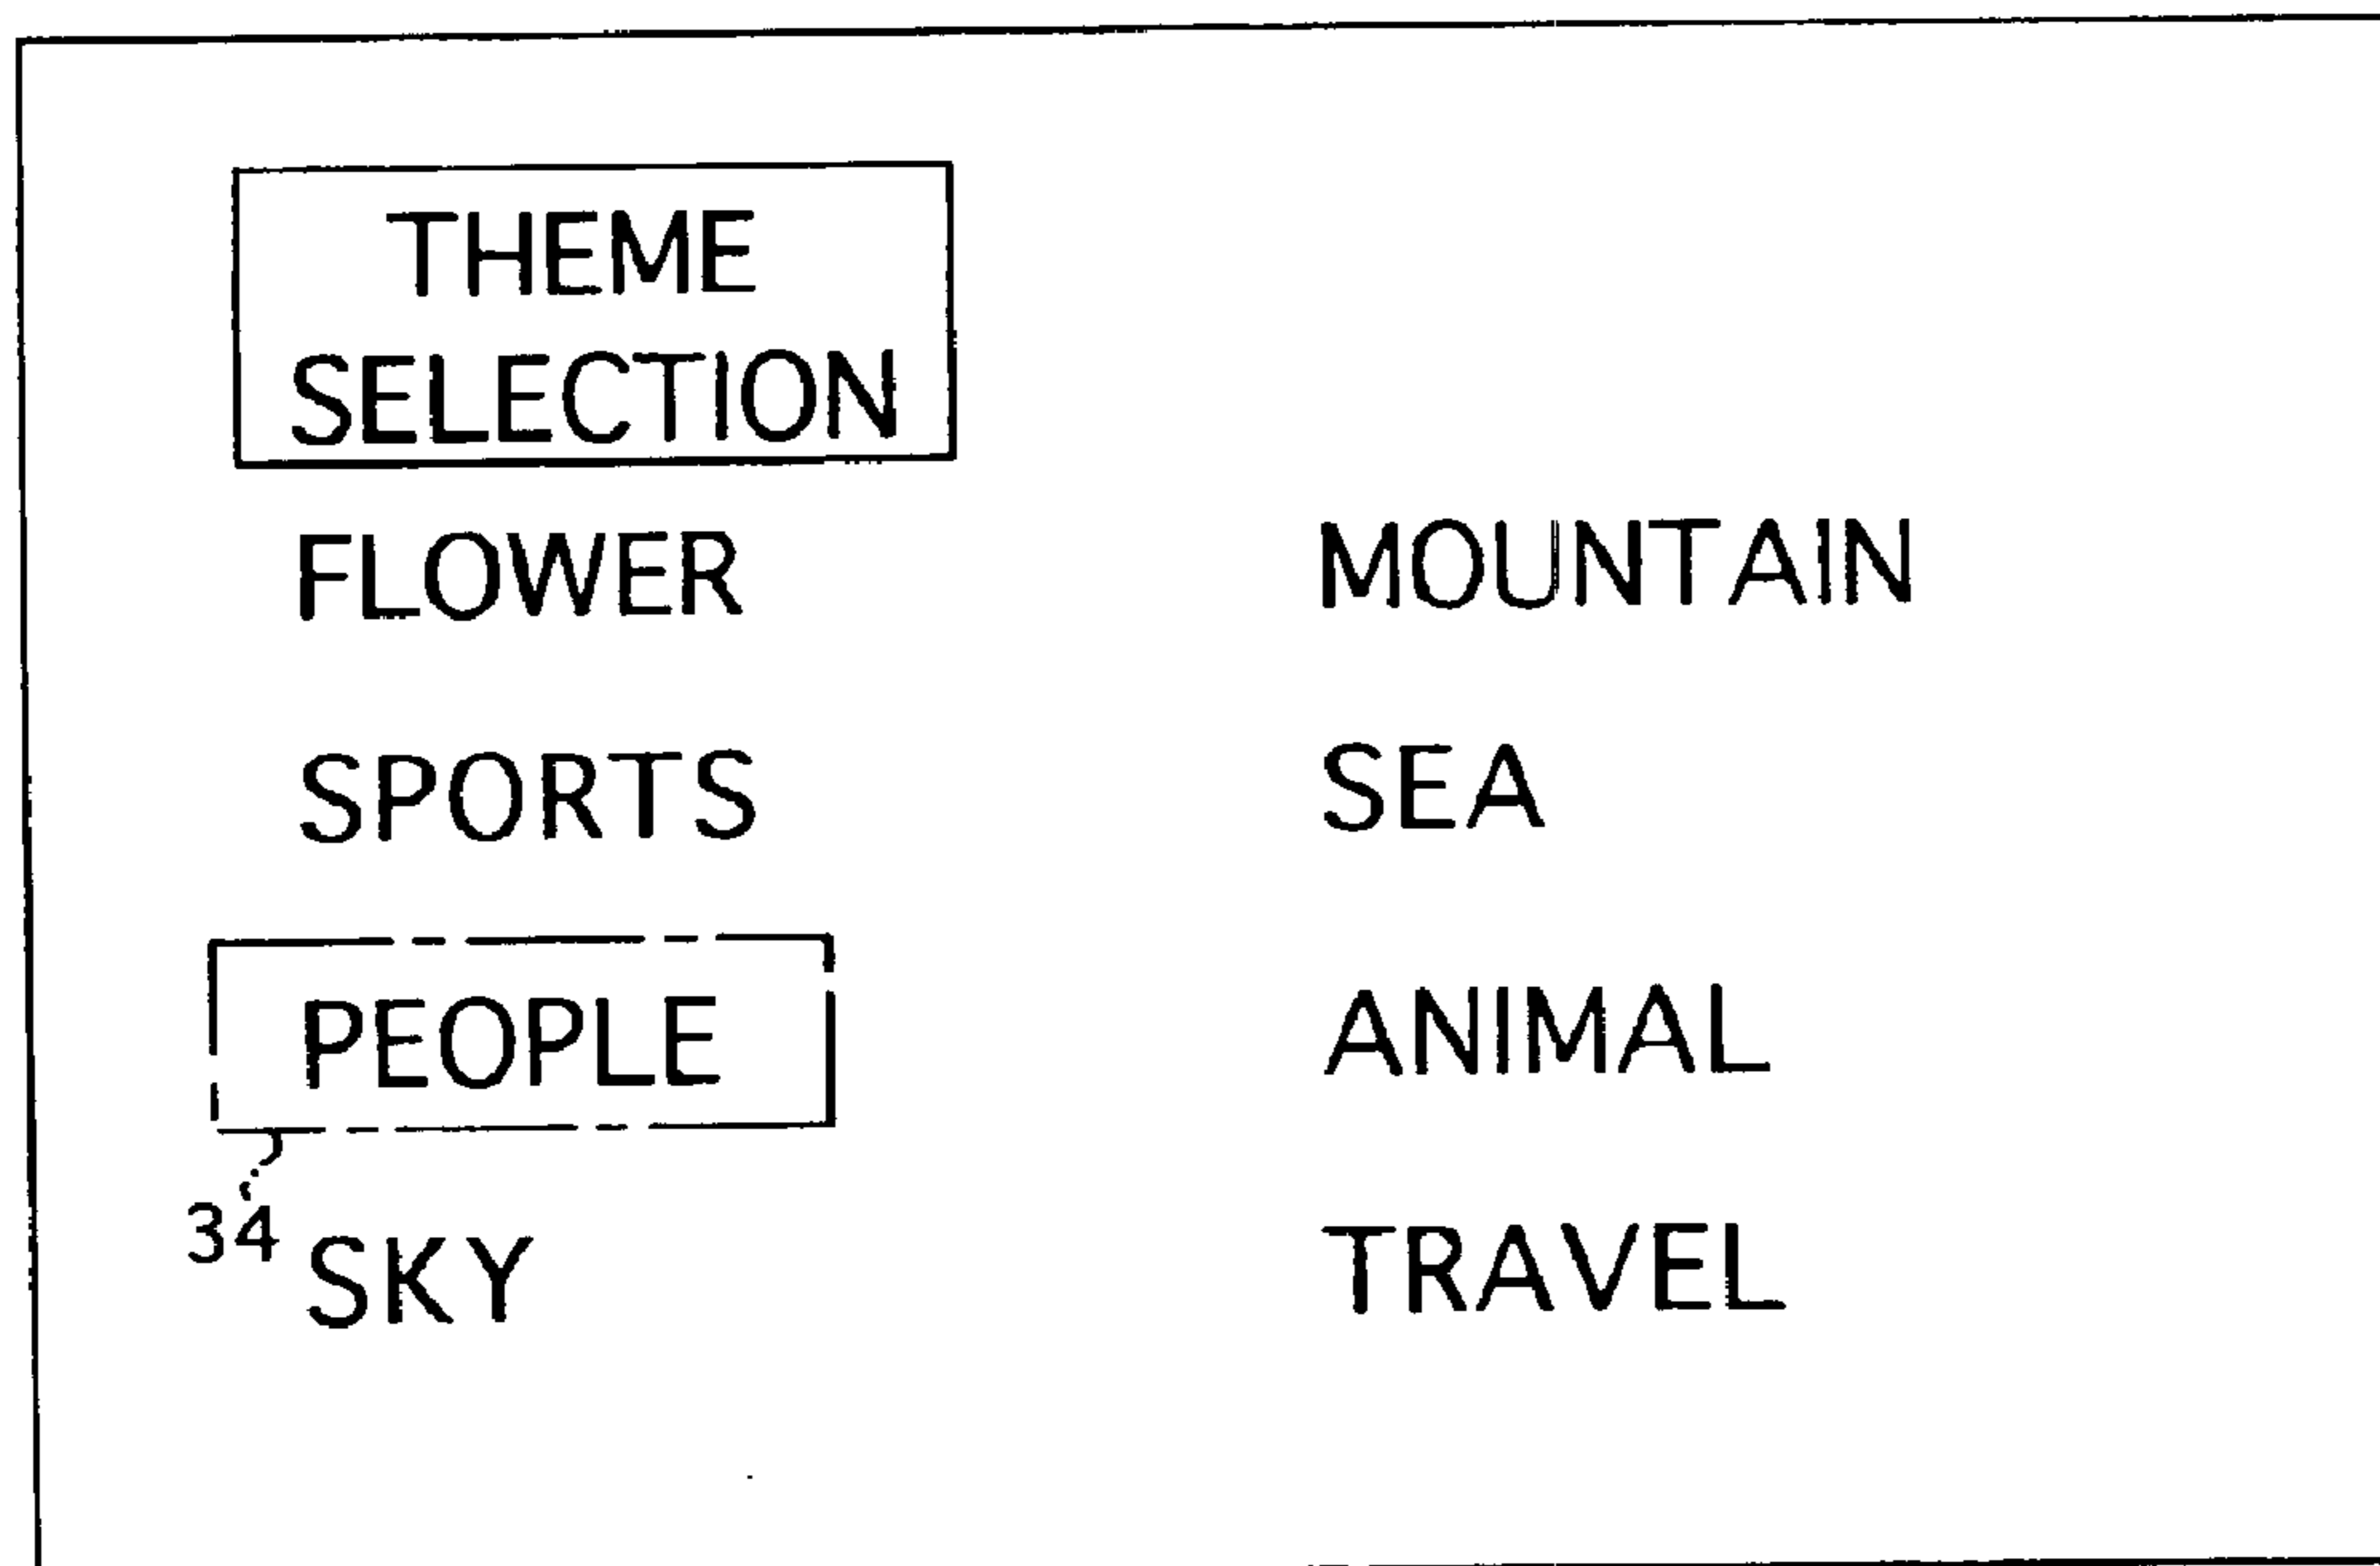 THEME
SELECTION
FLOWER MOUNTAIN
SPORTS SEA
PEOPLE ANIMAL
34
SKY TRAVEL